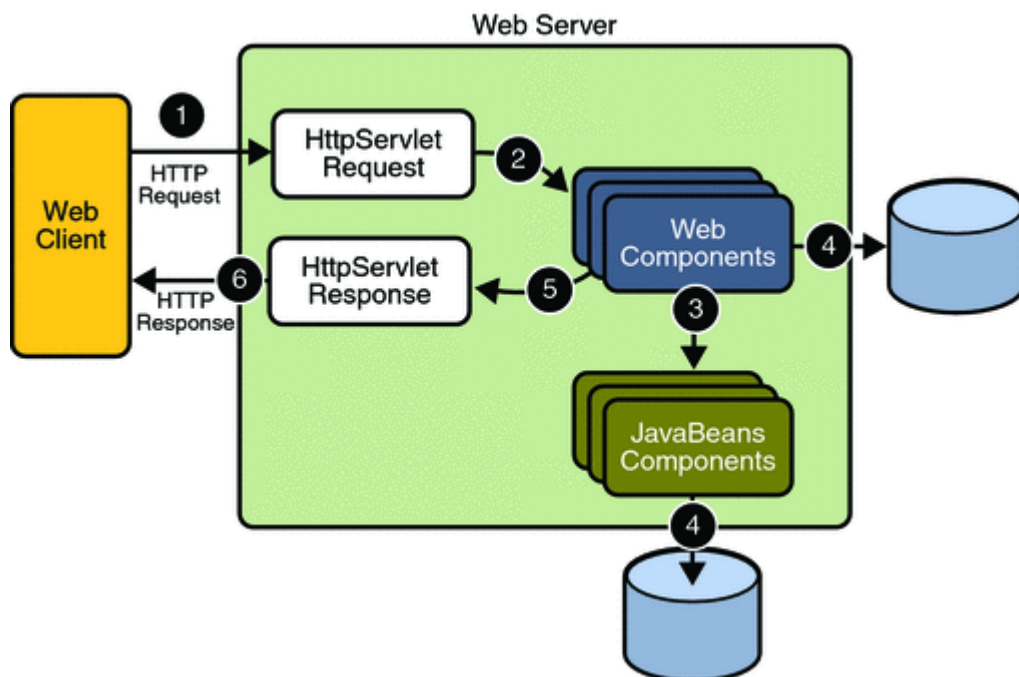 Web Server
1
HTTP
Request
HttpServlet
Request
2
Web
Client
Web
Components
4
6
HTTP
Response
HttpServlet
Response
5
3
JavaBeans
Components
4